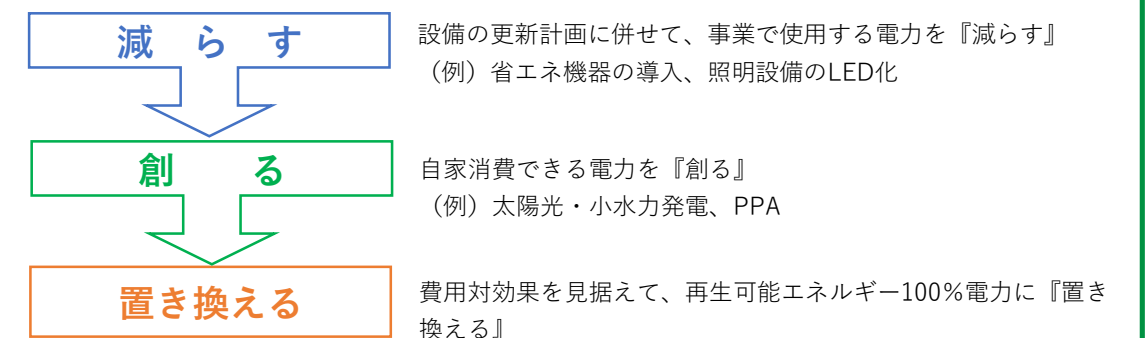 減 ら す
設備の更新計画に併せて、事業で使用する電力を『減らす』
（例）省エネ機器の導入、照明設備のLED化
創 る
自家消費できる電力を『創る』
（例）太陽光・小水力発電、PPA
置き換える
費用対効果を見据えて、再生可能エネルギー100%電力に『置き
換える』